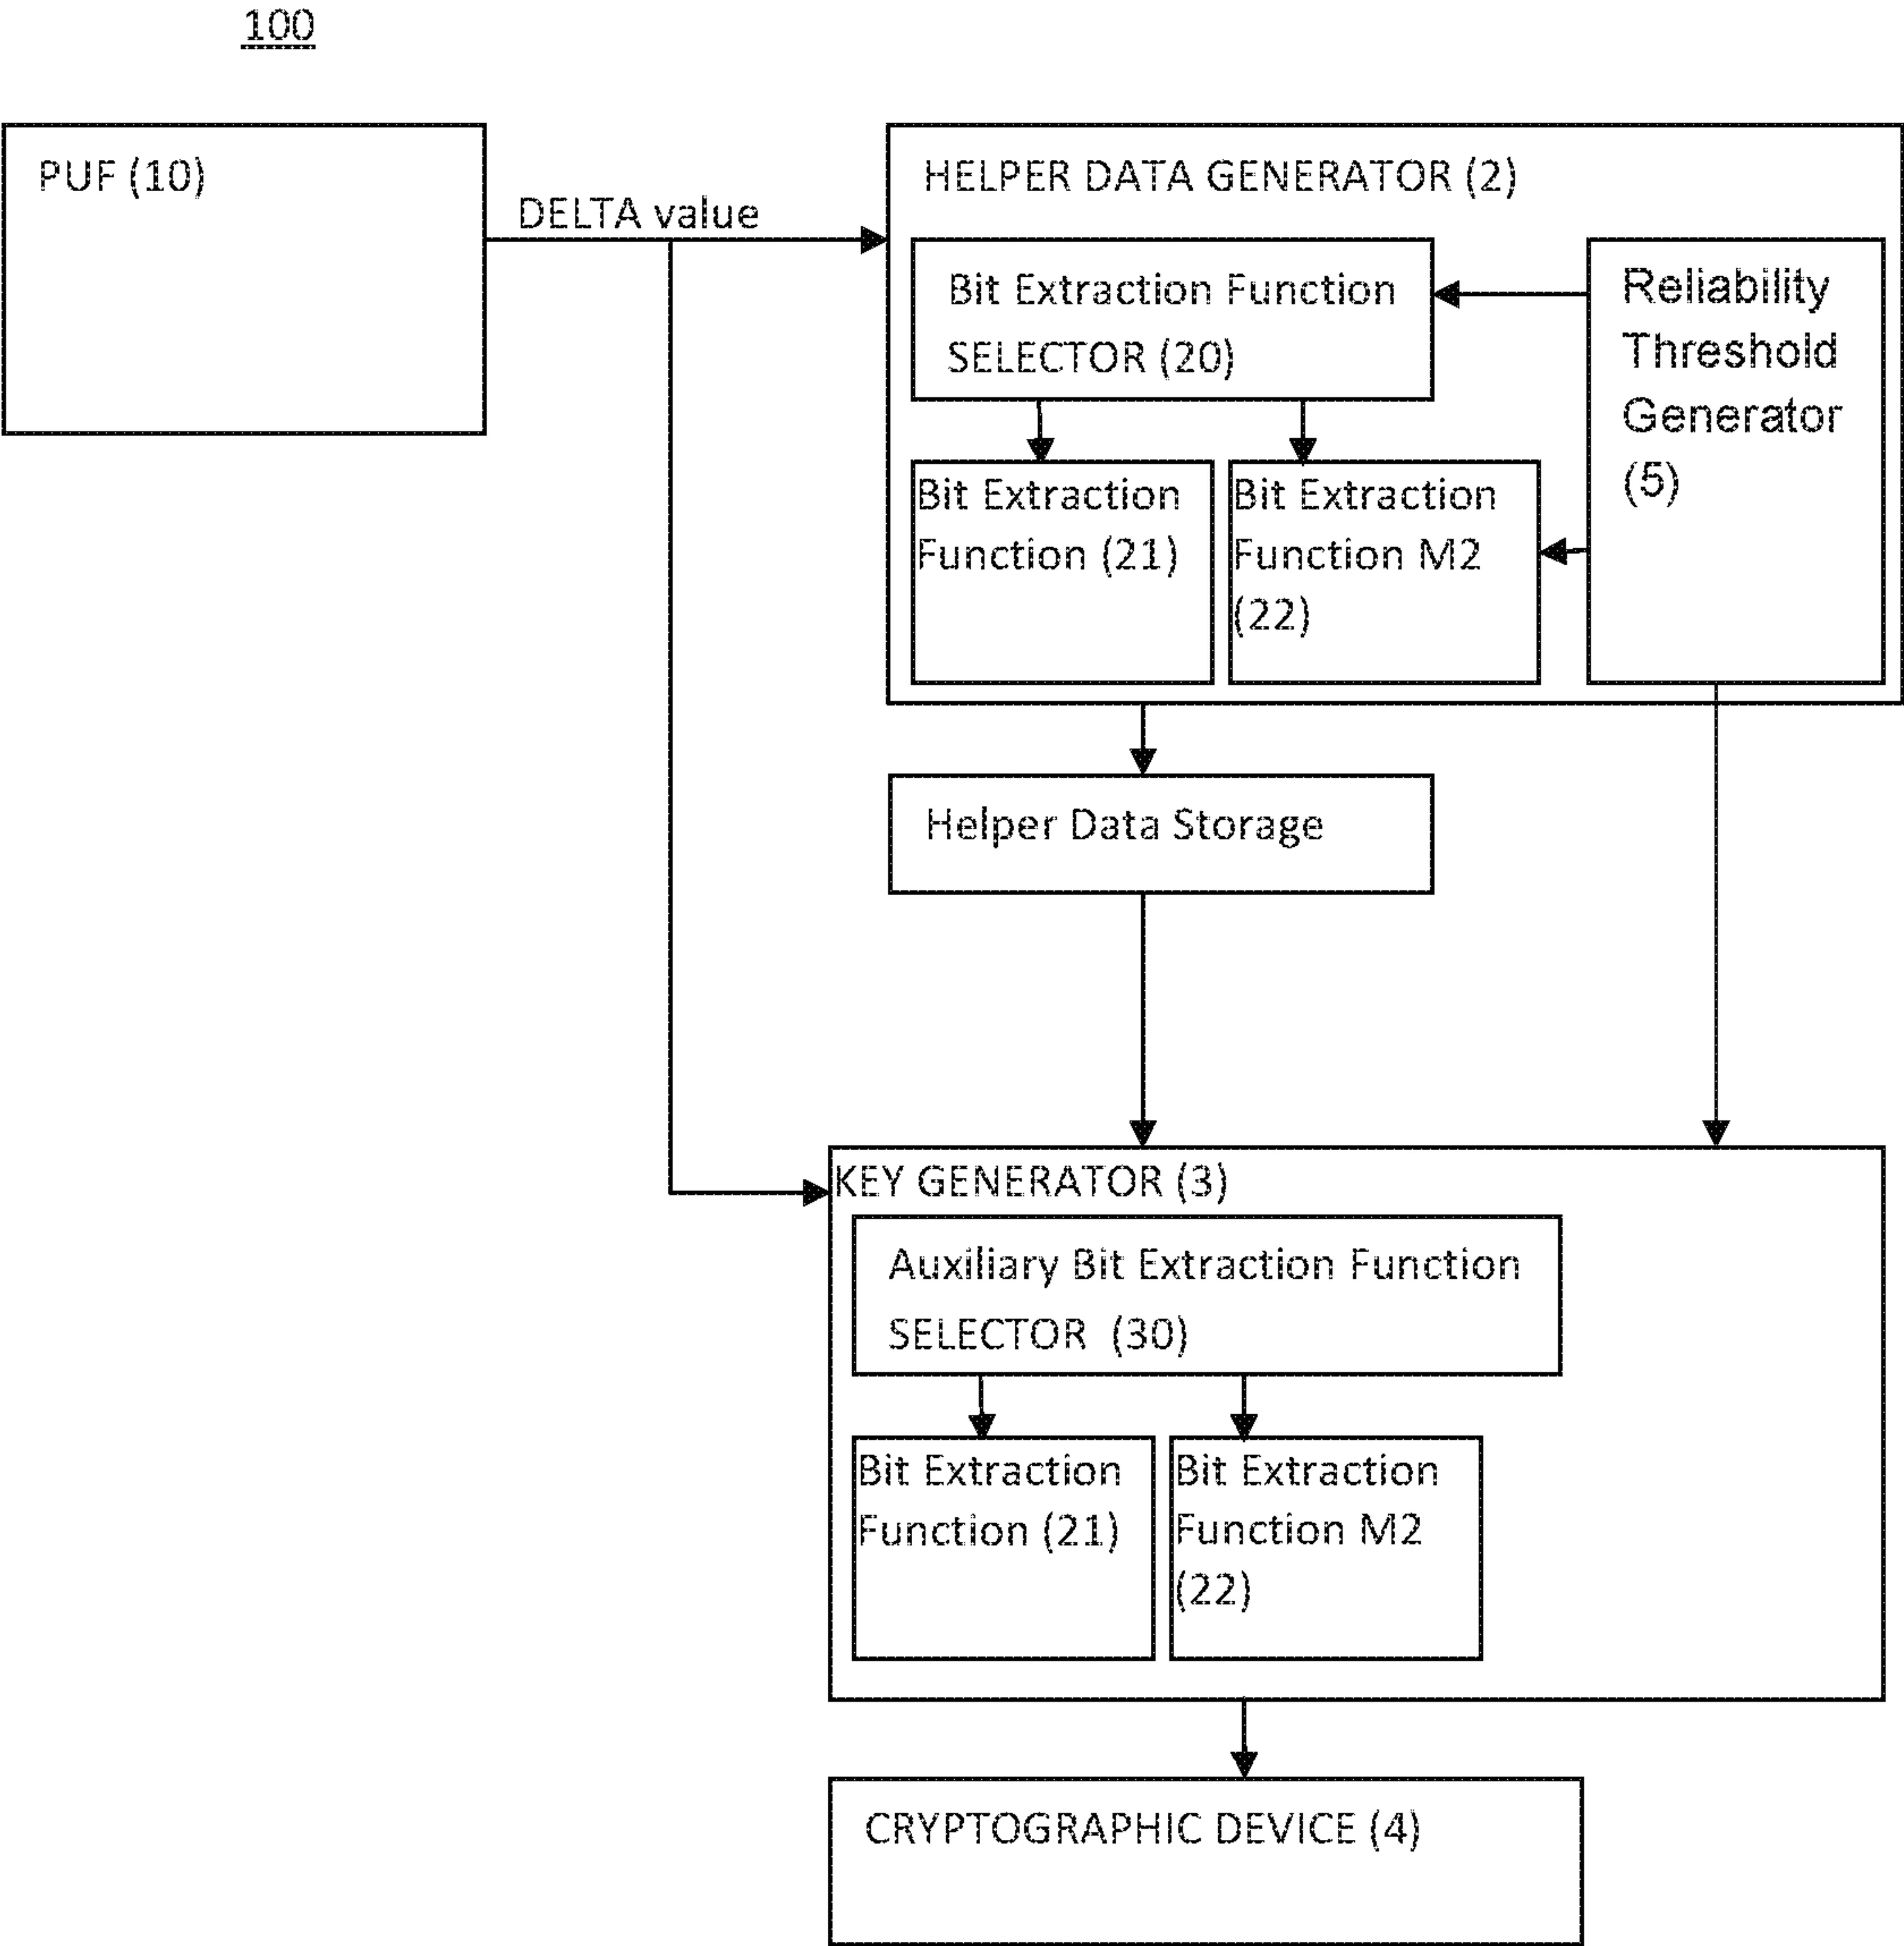 100
PUF (10)
DELTA value
HELPER DATA GENERATOR (2)
Bit Extraction Function
SELECTOR (20)
Reliability
Threshold
Generator
(5)
Bit Extraction
Function (21)
Bit Extraction
Function M2
(22)
Helper Data Storage
KEY GENERATOR (3)
Auxiliary Bit Extraction Function
SELECTOR (30)
Bit Extraction
Function (21)
Bit Extraction
Function M2
(22)
CRYPTOGRAPHIC DEVICE (4)